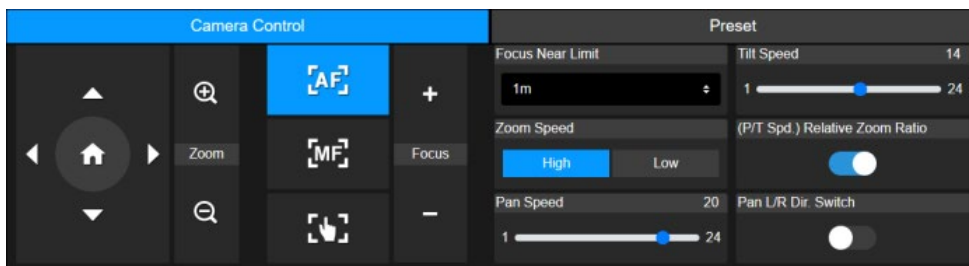 Camera Control
Preset
AF
MF
Zoom
Focus
Focus Near Limit
1m
Tilt Speed 14
1 24
Zoom Speed
High Low
(P/T Spd.) Relative Zoom Ratio
Pan Speed 20
1 24
Pan L/R Dir. Switch